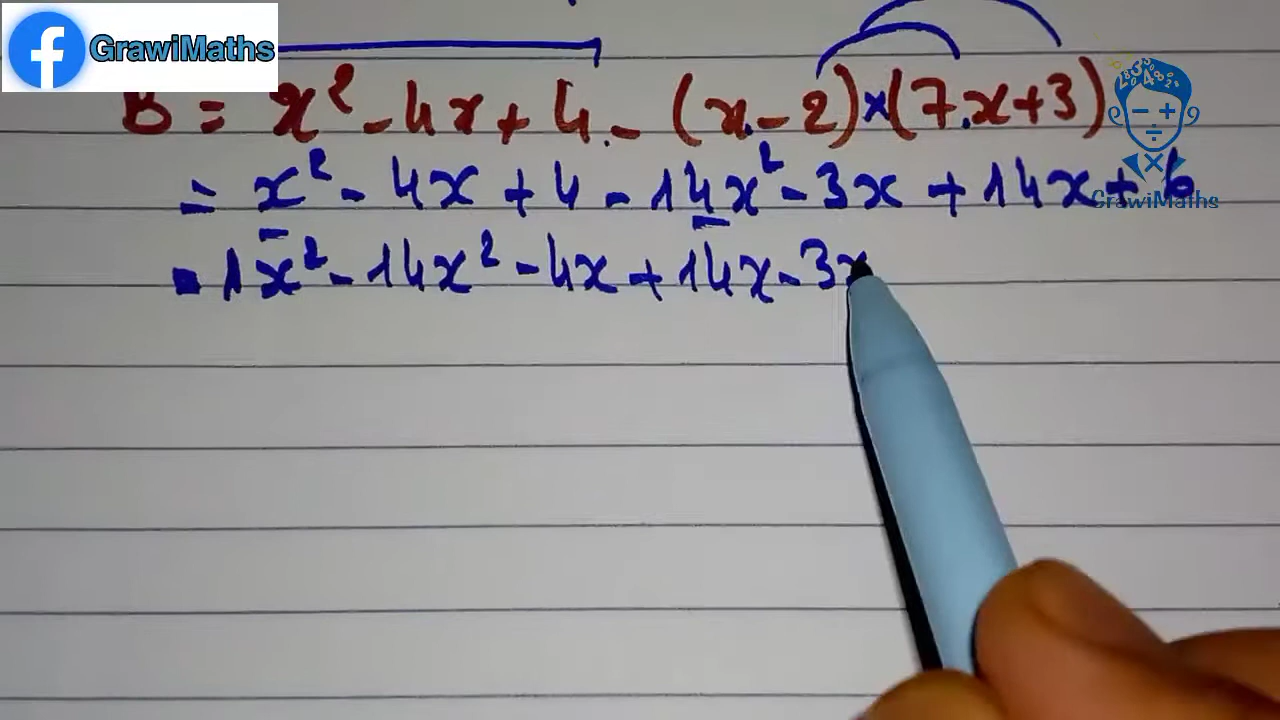 GrawiMaths
B = x² - 4x + 4 - (x - 2) × (7x + 3)
= x² - 4x + 4 - 14x² - 3x + 14x + 6
= 1x² - 14x² - 4x + 14x - 3x
GrawiMaths